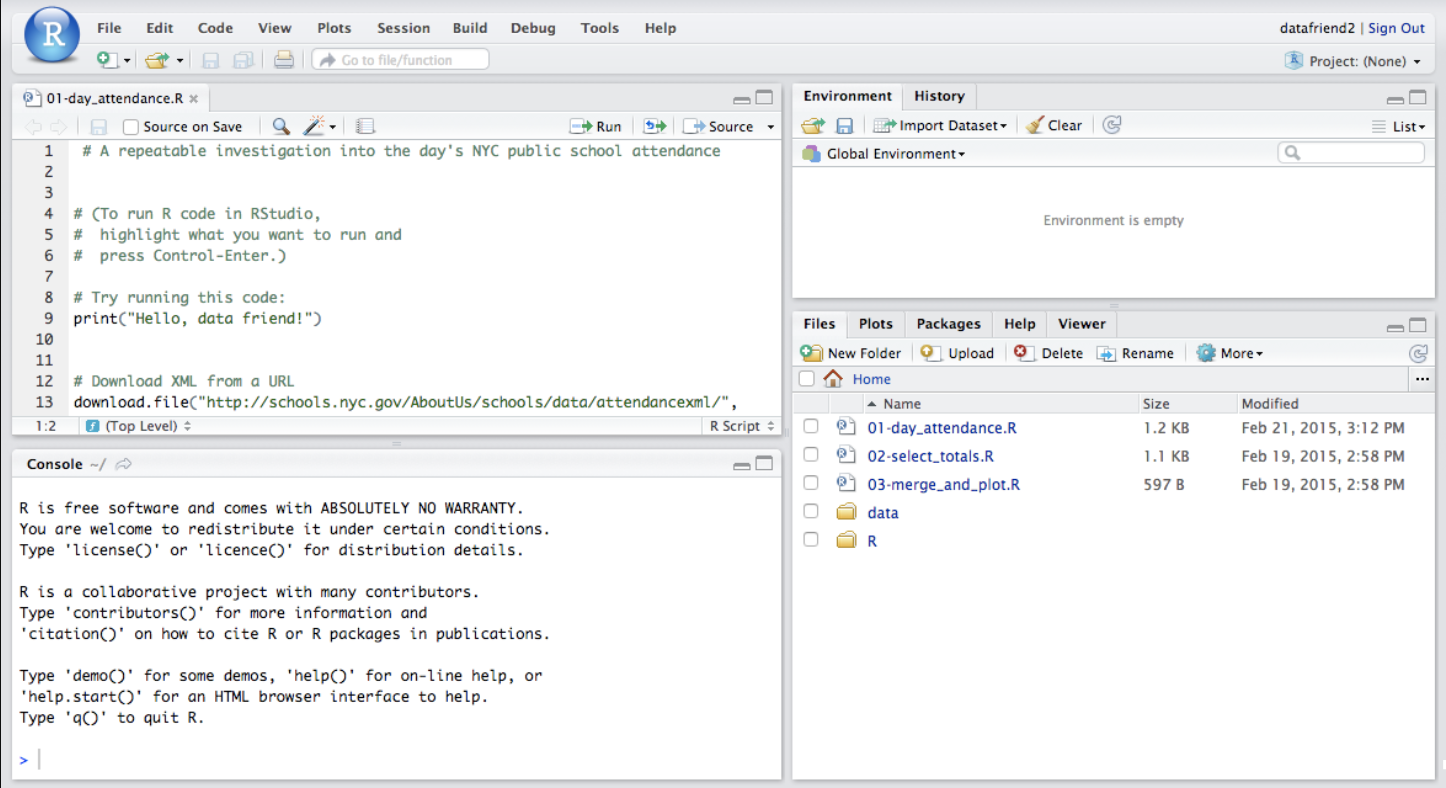 R File Edit Code View Plots Session Build Debug Tools Help datafriend2 | Sign Out
Go to file/function R Project: (None)
01-day_attendance.R
Source on Save Run Source
1 # A repeatable investigation into the day's NYC public school attendance
2
3
4 # (To run R code in RStudio,
5 #  highlight what you want to run and
6 #  press Control-Enter.)
7
8 # Try running this code:
9 print("Hello, data friend!")
10
11
12 # Download XML from a URL
13 download.file("http://schools.nyc.gov/AboutUs/schools/data/attendancexml/",
1:2 (Top Level) R Script
Console ~/
R is free software and comes with ABSOLUTELY NO WARRANTY.
You are welcome to redistribute it under certain conditions.
Type 'license()' or 'licence()' for distribution details.
R is a collaborative project with many contributors.
Type 'contributors()' for more information and
'citation()' on how to cite R or R packages in publications.
Type 'demo()' for some demos, 'help()' for on-line help, or
'help.start()' for an HTML browser interface to help.
Type 'q()' to quit R.
>
Environment History
Import Dataset Clear List
Global Environment
Environment is empty
Files Plots Packages Help Viewer
New Folder Upload Delete Rename More
Home ...
Name Size Modified
01-day_attendance.R 1.2 KB Feb 21, 2015, 3:12 PM
02-select_totals.R 1.1 KB Feb 19, 2015, 2:58 PM
03-merge_and_plot.R 597 B Feb 19, 2015, 2:58 PM
data
R